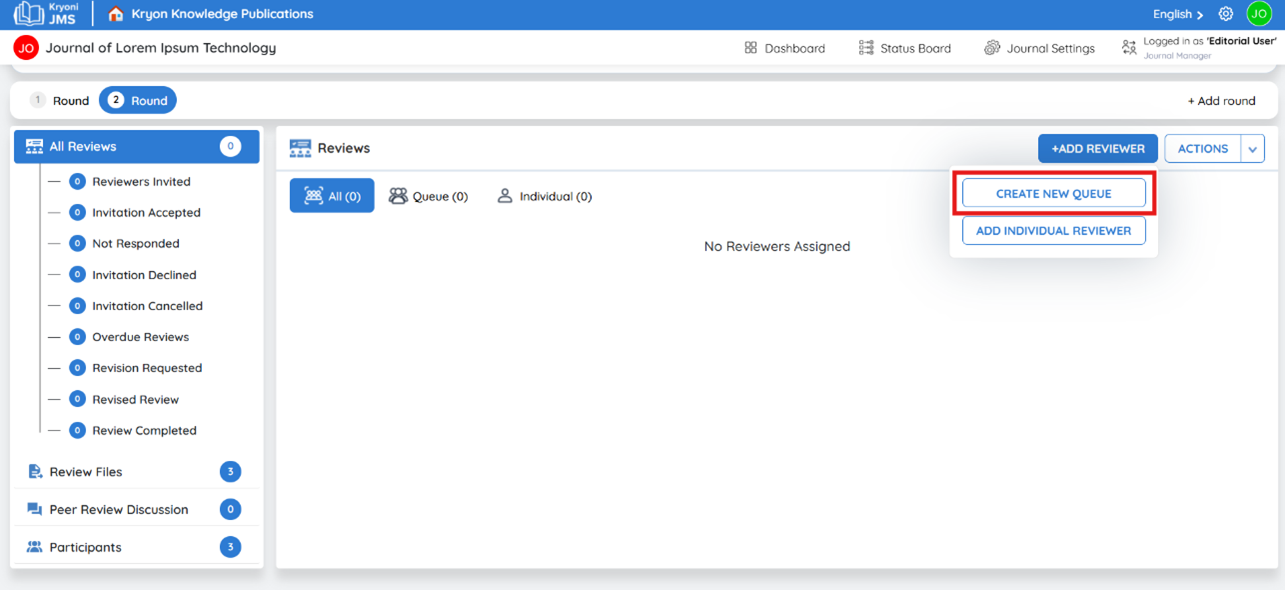 Kryoni JMS Kryon Knowledge Publications English JO
JO Journal of Lorem Ipsum Technology Dashboard Status Board Journal Settings Logged in as 'Editorial User'
Journal Manager
1 Round 2 Round + Add round
All Reviews 0
0 Reviewers Invited
0 Invitation Accepted
0 Not Responded
0 Invitation Declined
0 Invitation Cancelled
0 Overdue Reviews
0 Revision Requested
0 Revised Review
0 Review Completed
Review Files 3
Peer Review Discussion 0
Participants 3
Reviews +ADD REVIEWER ACTIONS
All (0) Queue (0) Individual (0)
CREATE NEW QUEUE
ADD INDIVIDUAL REVIEWER
No Reviewers Assigned